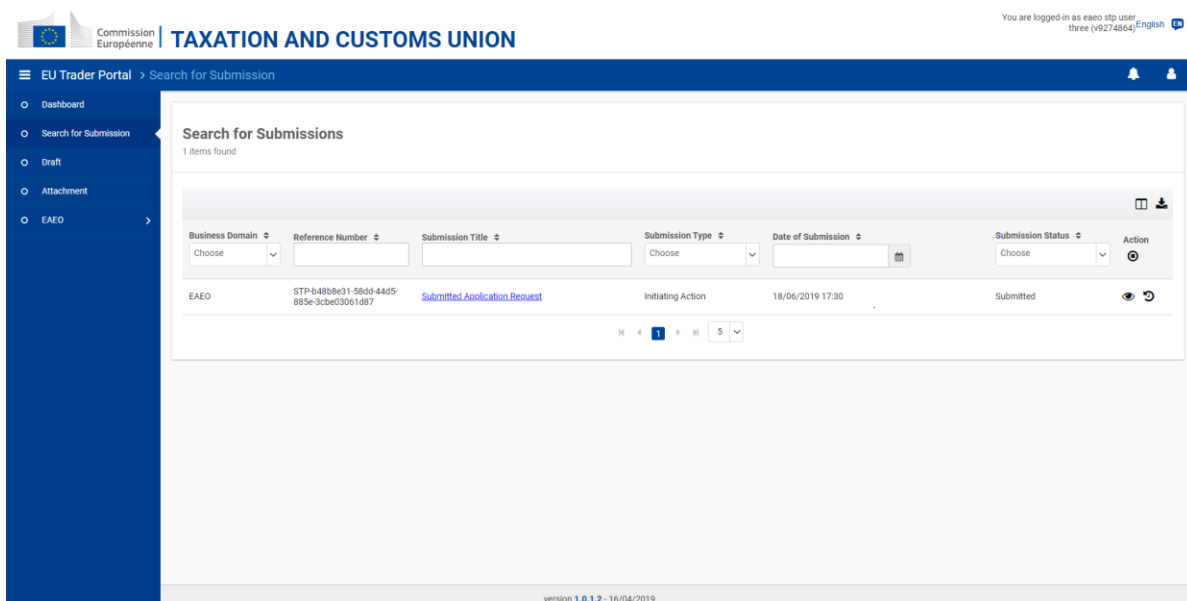 Commission
Européenne
TAXATION AND CUSTOMS UNION
You are logged-in as eaeo stp user
three (v9274864)
English EN
EU Trader Portal > Search for Submission
Dashboard
Search for Submission
Draft
Attachment
EAEO
Search for Submissions
1 items found
Business Domain Reference Number Submission Title Submission Type Date of Submission Submission Status Action
Choose Choose Choose
EAEO STP-b48b8e31-58dd-44d5-885e-3cbe03061d87 Submitted Application Request Initiating Action 18/06/2019 17:30 Submitted
1 5
version 1.0.1.2 - 16/04/2019